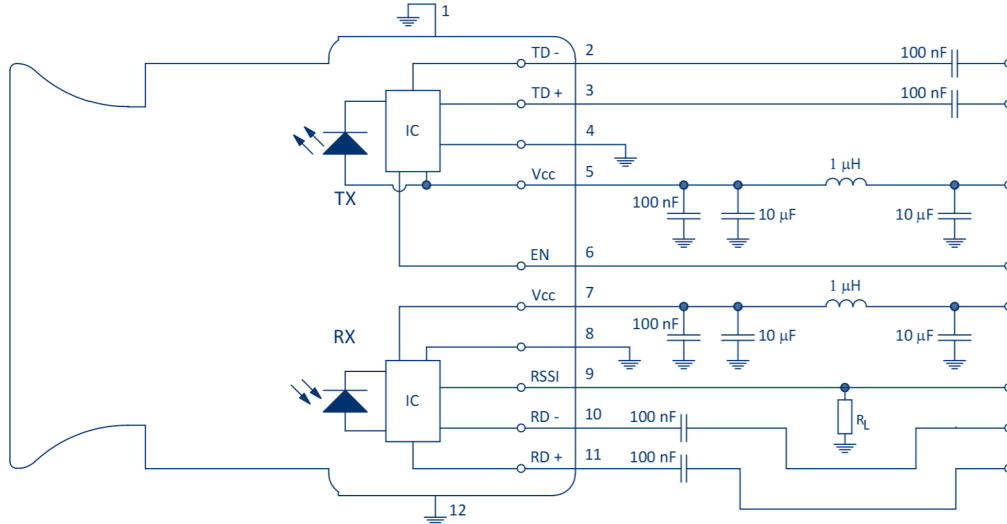 1
TD - 2 100 nF
TD + 3 100 nF
IC 4
Vcc 5 1 μH
TX 100 nF 10 μF 10 μF
EN 6
Vcc 7 1 μH
RX 8 100 nF 10 μF 10 μF
RSSI 9
IC RD - 10 100 nF RL
RD + 11 100 nF
12